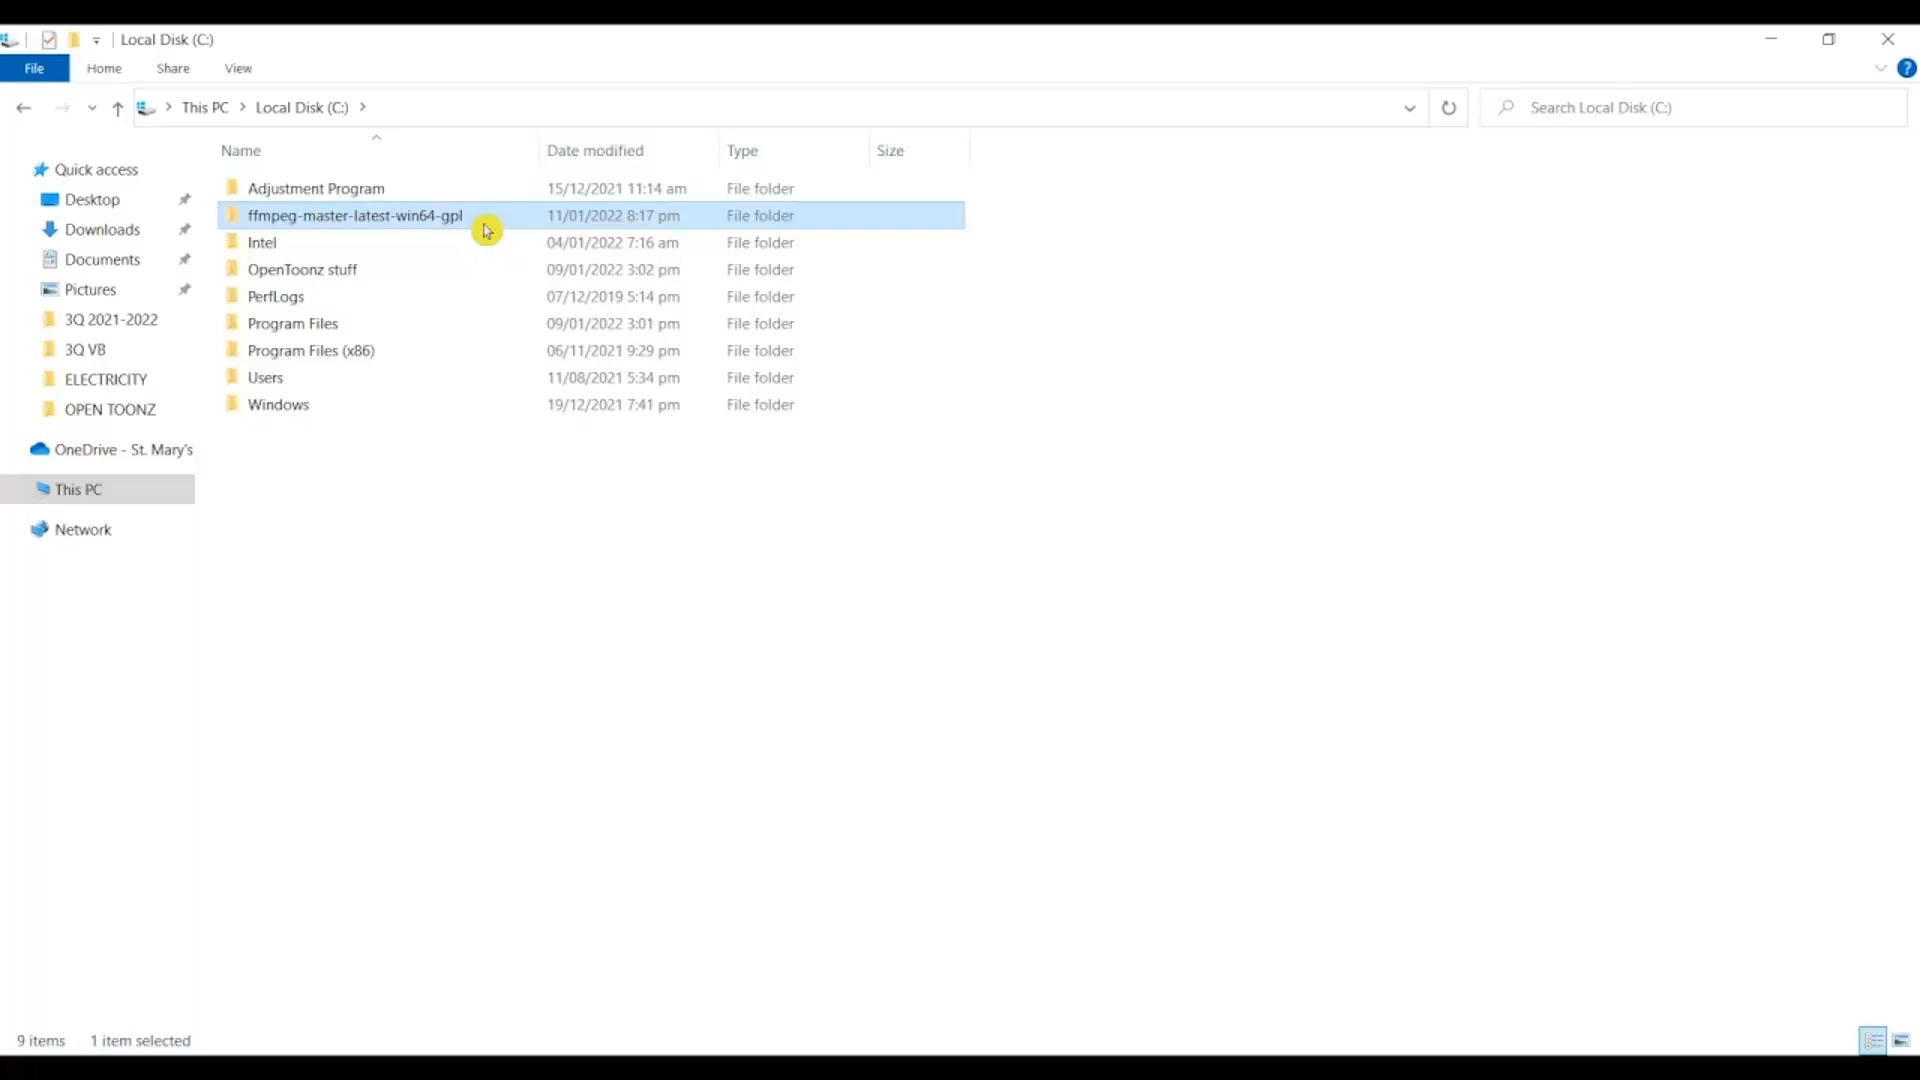 Local Disk (C:)
File Home Share View
?
This PC > Local Disk (C:) >
Search Local Disk (C:)
Name Date modified Type Size
Quick access
Desktop
Downloads
Documents
Pictures
3Q 2021-2022
3Q VB
ELECTRICITY
OPEN TOONZ
OneDrive - St. Mary's
This PC
Network
Adjustment Program 15/12/2021 11:14 am File folder
ffmpeg-master-latest-win64-gpl 11/01/2022 8:17 pm File folder
Intel 04/01/2022 7:16 am File folder
OpenToonz stuff 09/01/2022 3:02 pm File folder
PerfLogs 07/12/2019 5:14 pm File folder
Program Files 09/01/2022 3:01 pm File folder
Program Files (x86) 06/11/2021 9:29 pm File folder
Users 11/08/2021 5:34 pm File folder
Windows 19/12/2021 7:41 pm File folder
9 items 1 item selected